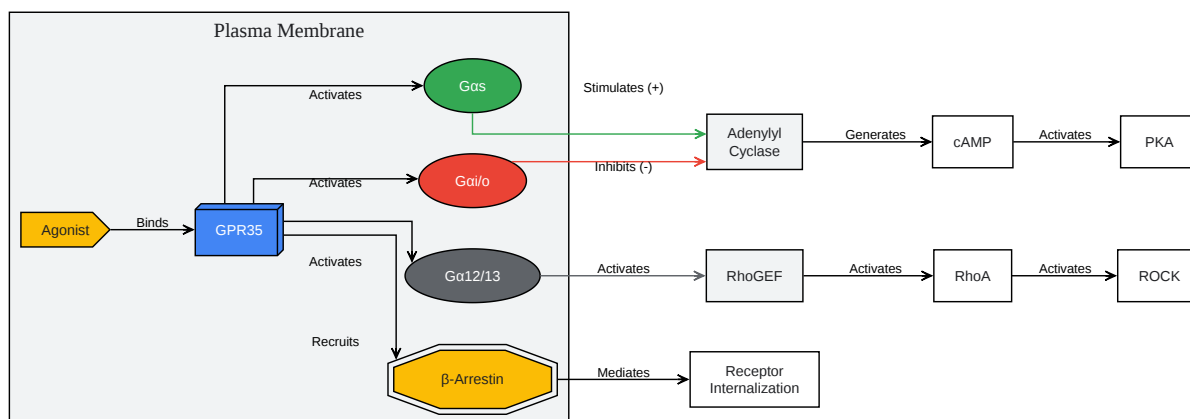 Plasma Membrane
Gαs
Activates
Stimulates (+)
Adenylyl
Cyclase
Generates
cAMP
Activates
PKA
Gαi/o
Activates
Inhibits (-)
Agonist
Binds
GPR35
Activates
Gα12/13
Activates
RhoGEF
Activates
RhoA
Activates
ROCK
Recruits
β-Arrestin
Mediates
Receptor
Internalization